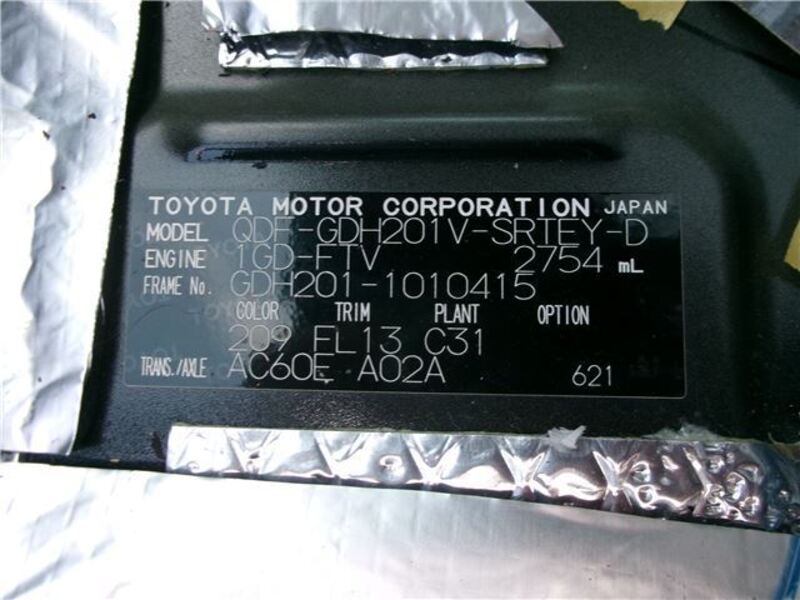 TOYOTA MOTOR CORPORATION JAPAN
MODEL QDF-GDH201V-SRTEY-D
ENGINE 1GD-FTV 2754 mL
FRAME No. GDH201-1010415
COLOR TRIM PLANT OPTION
209 FL13 C31
TRANS./AXLE AC60E A02A 621